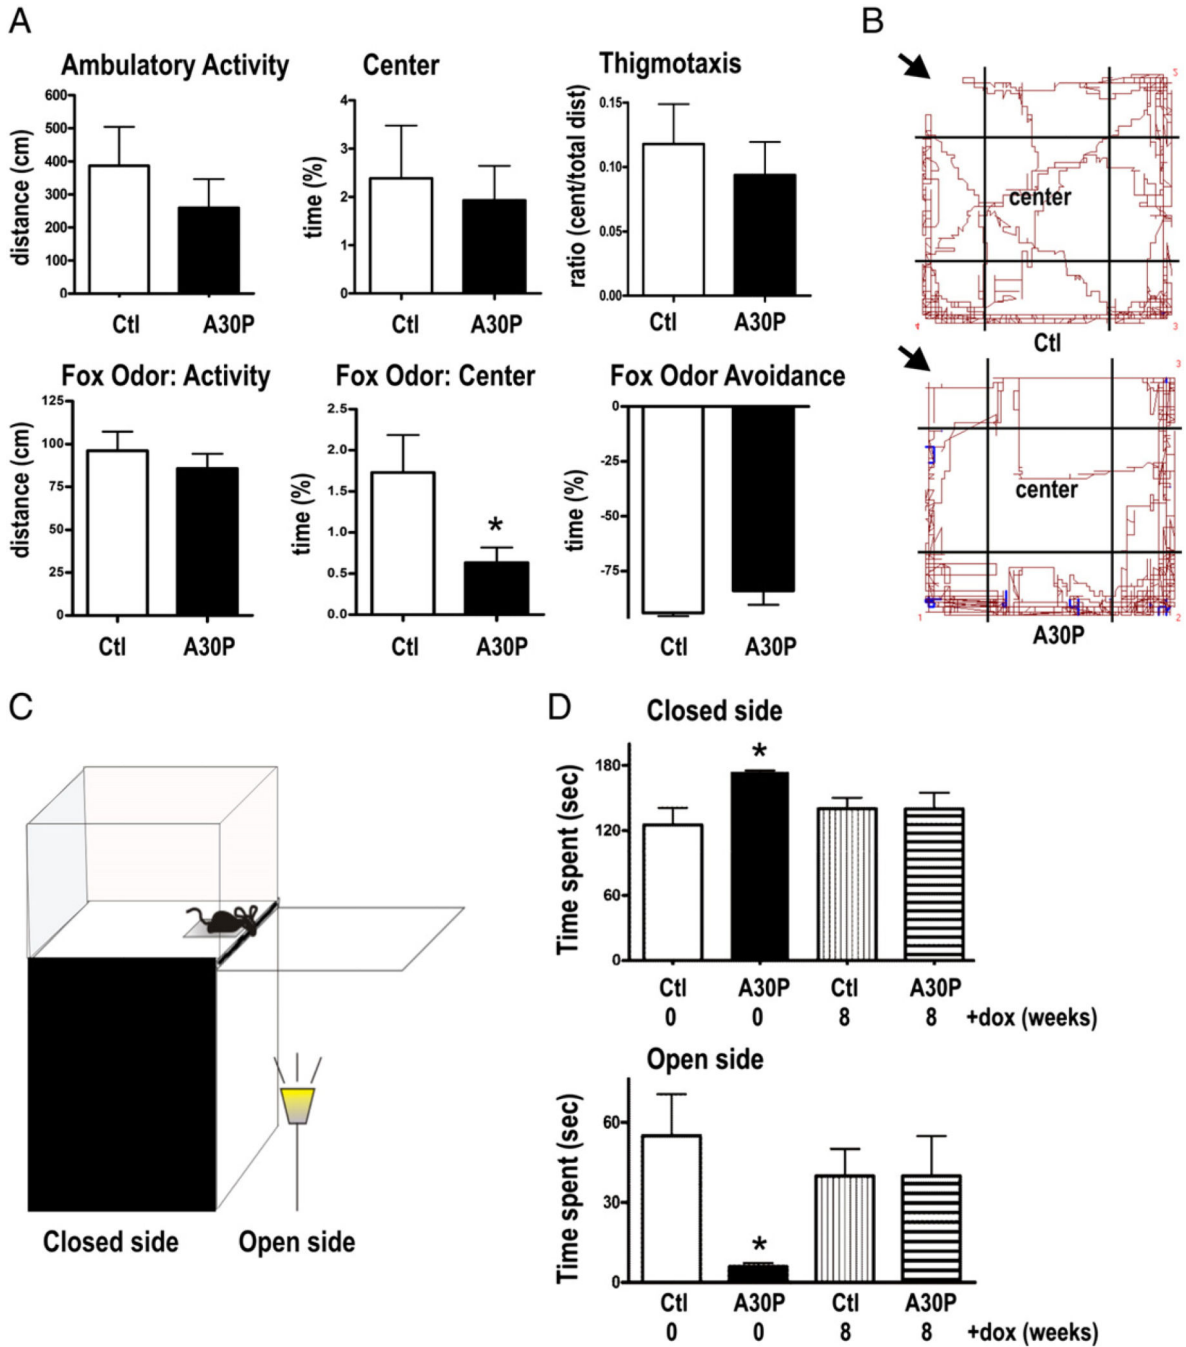 A
B
Ambulatory Activity
Center
Thigmotaxis
distance (cm)
600
500
400
300
200
100
0
Ctl A30P
time (%)
4
3
2
1
0
Ctl A30P
ratio (cent/total dist)
0.15
0.10
0.05
0.00
Ctl A30P
2
center
4
3
Ctl
Fox Odor: Activity
Fox Odor: Center
Fox Odor Avoidance
distance (cm)
125
100
75
50
25
0
Ctl A30P
time (%)
2.5
2.0
1.5
1.0
0.5
0.0
*
Ctl A30P
time (%)
0
-25
-50
-75
Ctl A30P
3
center
1
2
A30P
C
Closed side
Open side
D
Closed side
Time spent (sec)
180
120
60
0
*
Ctl A30P Ctl A30P
0 0 8 8 +dox (weeks)
Open side
Time spent (sec)
60
30
0
*
Ctl A30P Ctl A30P
0 0 8 8 +dox (weeks)